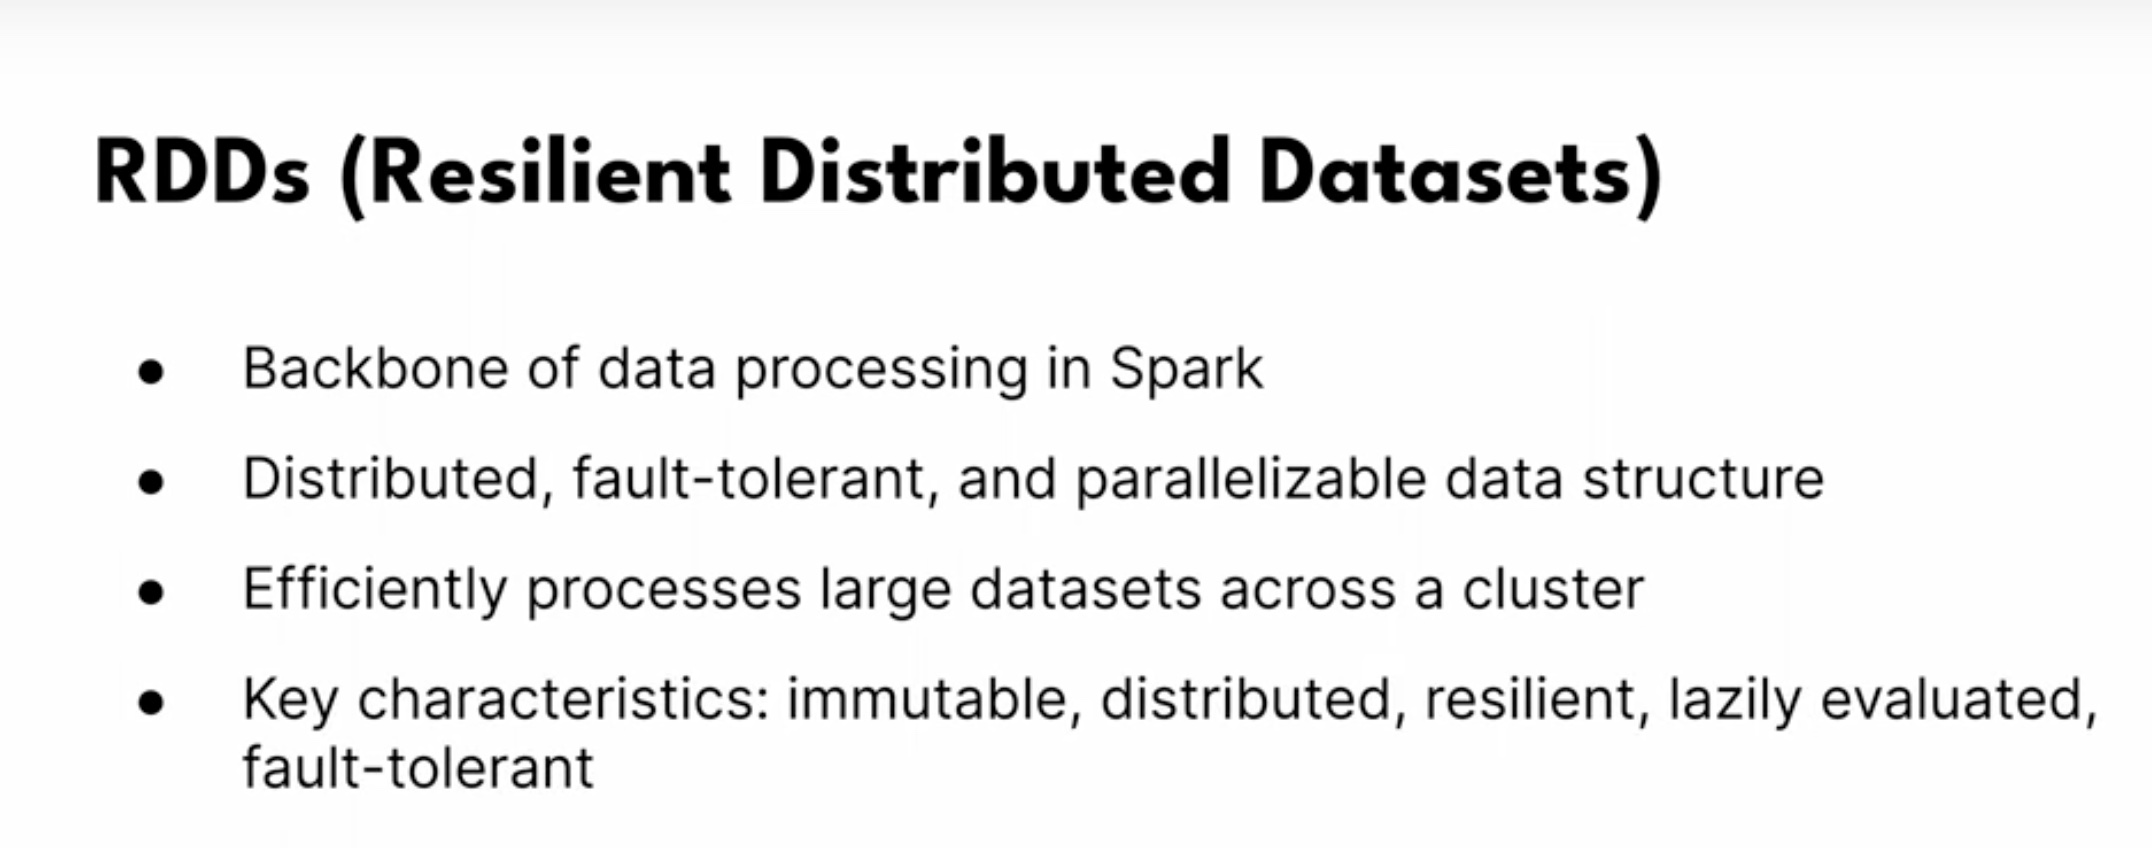 RDDs (Resilient Distributed Datasets)
● Backbone of data processing in Spark
● Distributed, fault-tolerant, and parallelizable data structure
● Efficiently processes large datasets across a cluster
● Key characteristics: immutable, distributed, resilient, lazily evaluated,
fault-tolerant